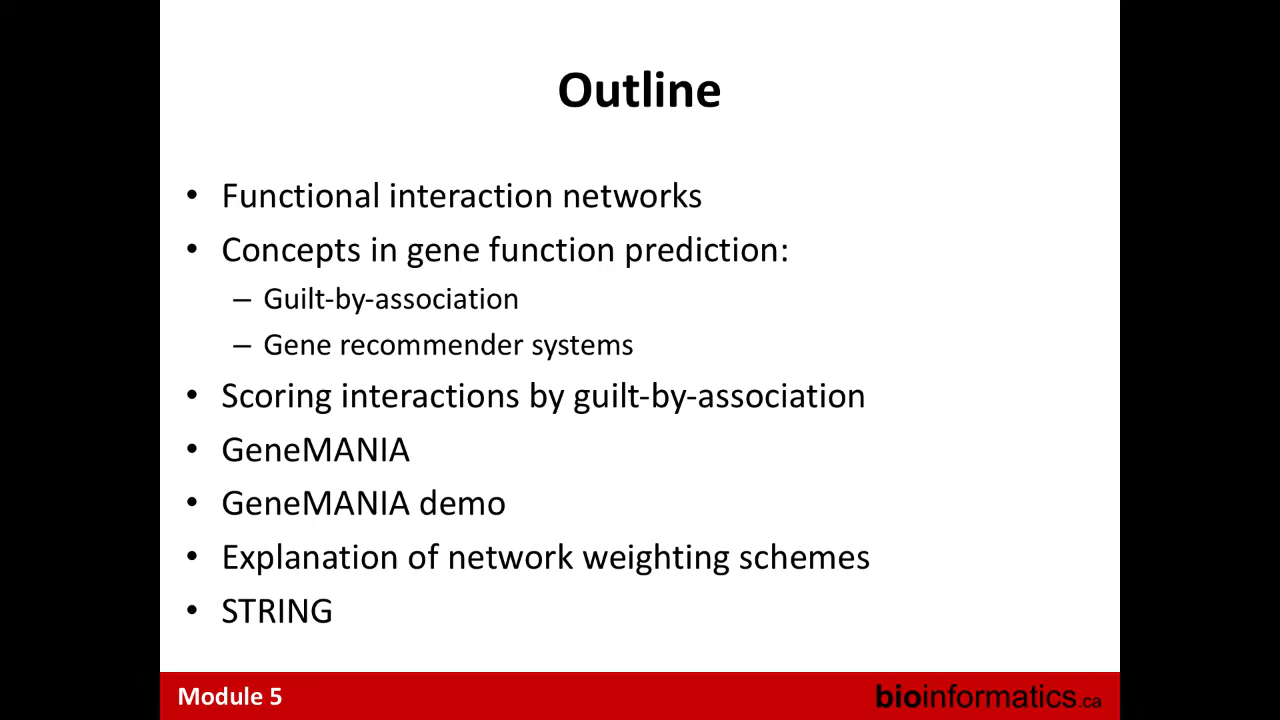 Outline
• Functional interaction networks
• Concepts in gene function prediction:
– Guilt-by-association
– Gene recommender systems
• Scoring interactions by guilt-by-association
• GeneMANIA
• GeneMANIA demo
• Explanation of network weighting schemes
• STRING
Module 5
bioinformatics.ca